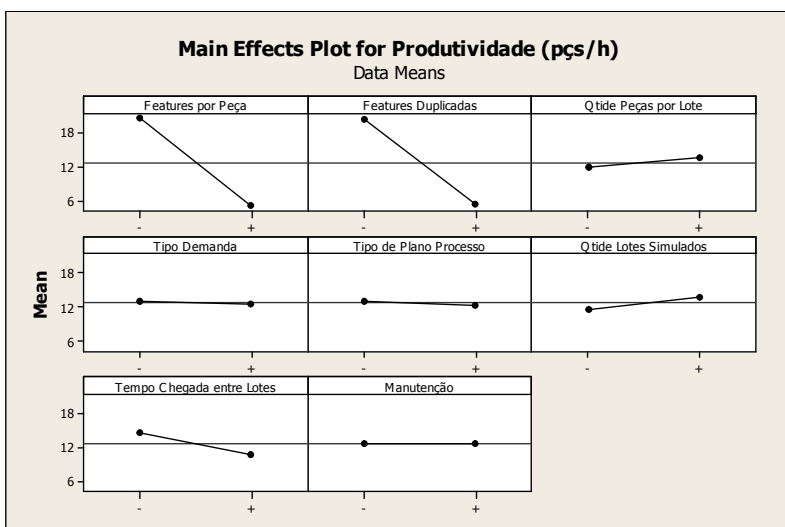 Main Effects Plot for Produtividade (pçs/h)
Data Means
Features por Peça
Features Duplicadas
Qtide Peças por Lote
18
12
6
- + - + - +
Tipo Demanda
Tipo de Plano Processo
Qtide Lotes Simulados
Mean
18
12
6
- + - + - +
Tempo Chegada entre Lotes
Manutenção
18
12
6
- + - +